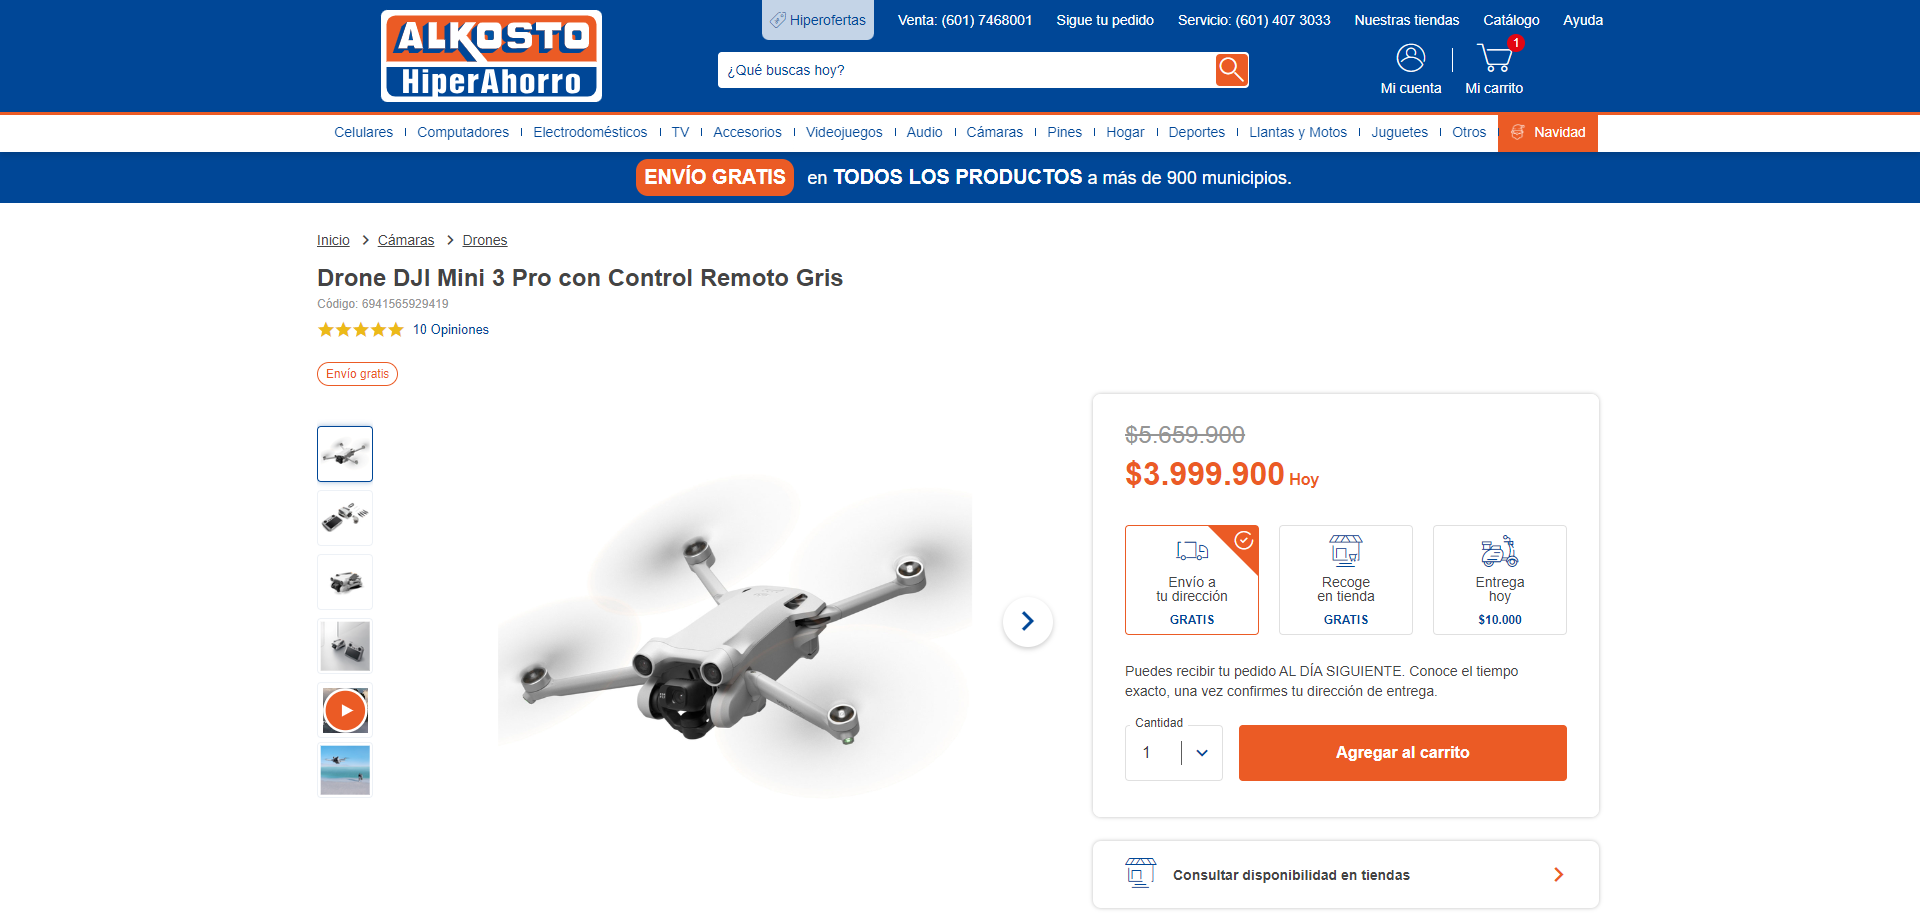 Hiperofertas
Venta: (601) 7468001
Sigue tu pedido
Servicio: (601) 407 3033
Nuestras tiendas
Catálogo
Ayuda
ALKOSTO
HiperAhorro
¿Qué buscas hoy?
1
Mi cuenta
Mi carrito
Celulares
Computadores
Electrodomésticos
TV
Accesorios
Videojuegos
Audio
Cámaras
Pines
Hogar
Deportes
Llantas y Motos
Juguetes
Otros
Navidad
ENVÍO GRATIS en TODOS LOS PRODUCTOS a más de 900 municipios.
Inicio > Cámaras > Drones
Drone DJI Mini 3 Pro con Control Remoto Gris
Código: 6941565929419
10 Opiniones
Envío gratis
$5.659.900
$3.999.900 Hoy
Envío a
tu dirección
GRATIS
Recoge
en tienda
GRATIS
Entrega
hoy
$10.000
Puedes recibir tu pedido AL DÍA SIGUIENTE. Conoce el tiempo
exacto, una vez confirmes tu dirección de entrega.
Cantidad
1
Agregar al carrito
Consultar disponibilidad en tiendas